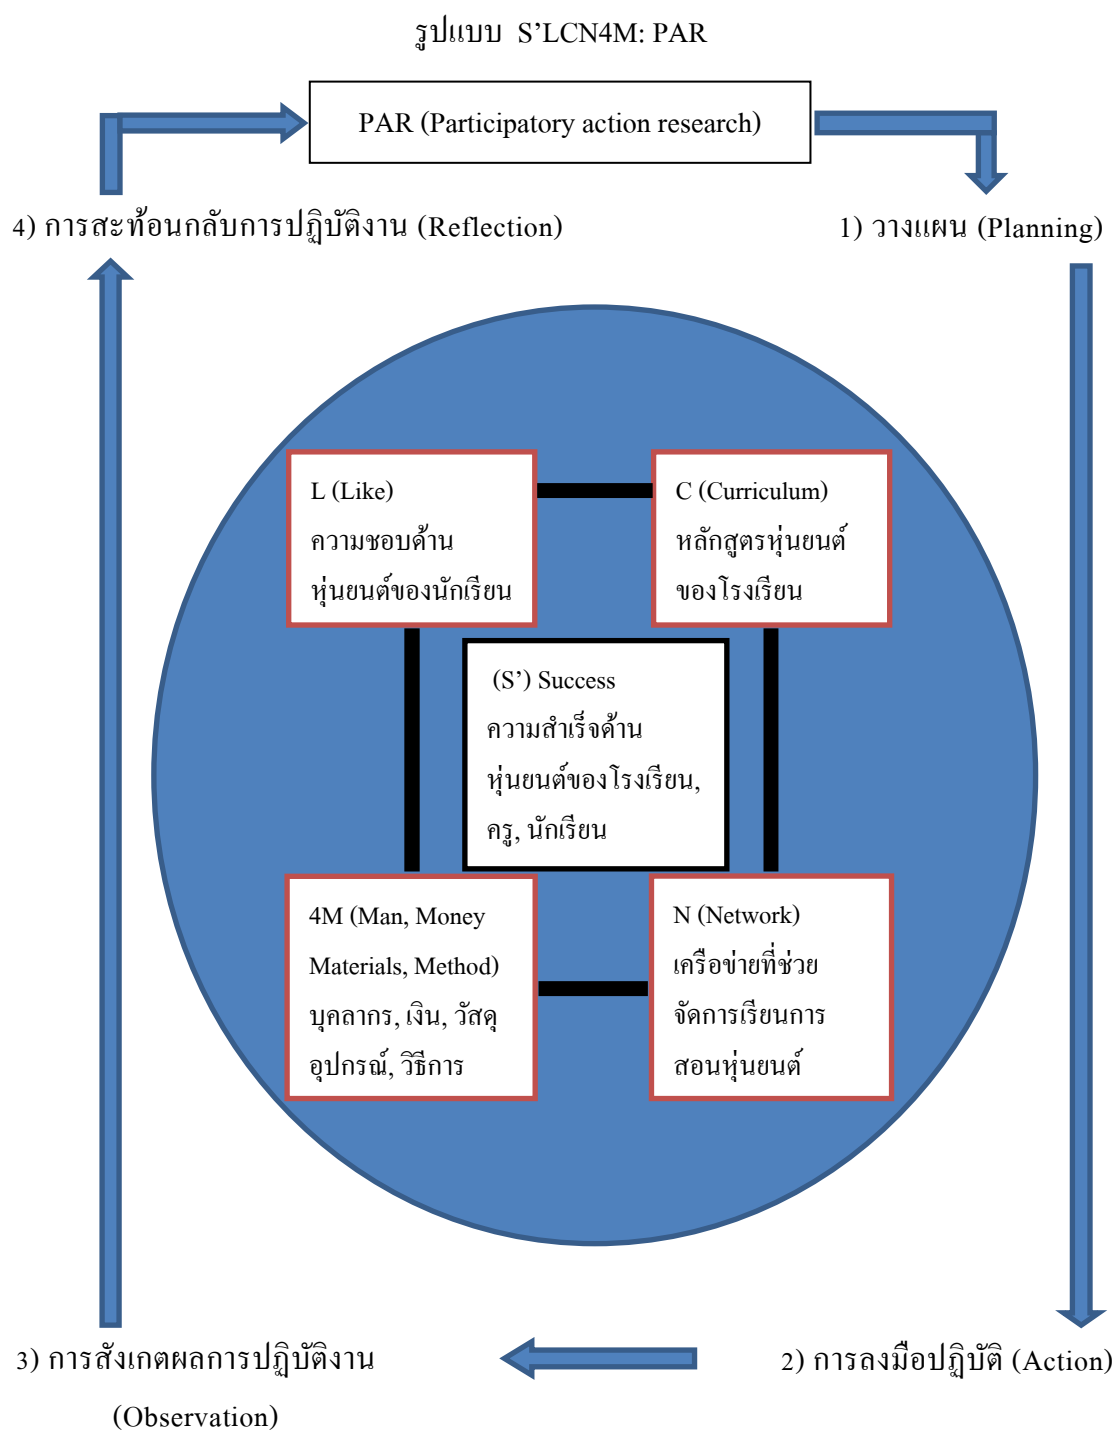 รูปแบบ S’LCN4M: PAR
PAR (Participatory action research)
4) การสะท้อนกลับการปฏิบัติงาน (Reflection)
1) วางแผน (Planning)
L (Like)
ความชอบด้าน
หุ่นยนต์ของนักเรียน
C (Curriculum)
หลักสูตรหุ่นยนต์
ของโรงเรียน
(S’) Success
ความสำเร็จด้าน
หุ่นยนต์ของโรงเรียน,
ครู, นักเรียน
4M (Man, Money
Materials, Method)
บุคลากร, เงิน, วัสดุ
อุปกรณ์, วิธีการ
N (Network)
เครือข่ายที่ช่วย
จัดการเรียนการ
สอนหุ่นยนต์
3) การสังเกตผลการปฏิบัติงาน
(Observation)
2) การลงมือปฏิบัติ (Action)